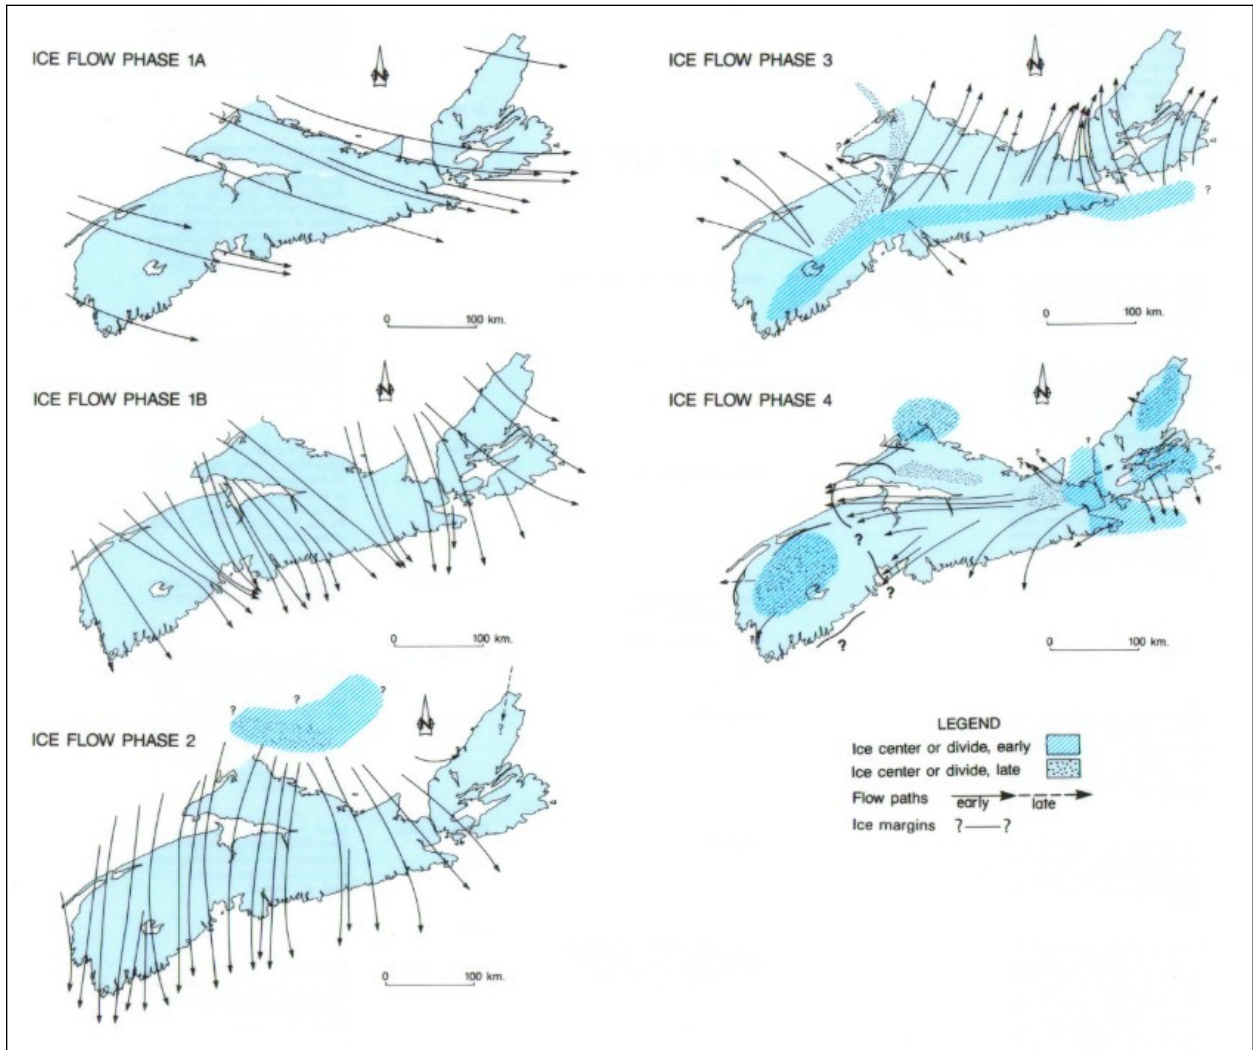 ICE FLOW PHASE 1A
N
0 100 km.
ICE FLOW PHASE 1B
N
0 100 km.
ICE FLOW PHASE 2
? ? ?
N
?
0 100 km.
ICE FLOW PHASE 3
N
?
?
0 100 km.
ICE FLOW PHASE 4
N
?
? ?
?
?
?
?
0 100 km.
LEGEND
Ice center or divide, early
Ice center or divide, late
Flow paths early late
Ice margins ? ?